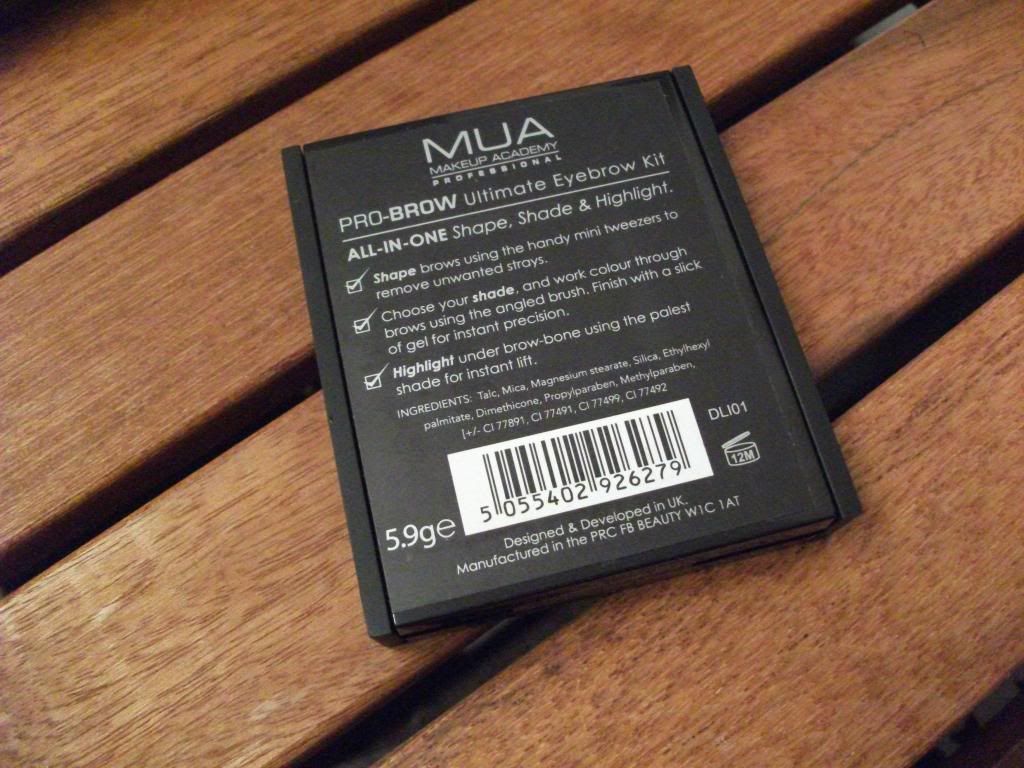 MUA
MAKEUP ACADEMY
PROFESSIONAL
PRO-BROW Ultimate Eyebrow Kit
ALL-IN-ONE Shape, Shade & Highlight.
Shape brows using the handy mini tweezers to
remove unwanted strays.
Choose your shade, and work colour through
brows using the angled brush. Finish with a slick
of gel for instant precision.
Highlight under brow-bone using the palest
shade for instant lift.
INGREDIENTS: Talc, Mica, Magnesium stearate, Silica, Ethylhexyl
palmitate, Dimethicone, Propylparaben, Methylparaben,
[+/- CI 77891, CI 77491, CI 77499, CI 77492
DLI01
12M
5 055402 926279
5.9g℮
Designed & Developed in UK.
Manufactured in the PRC FB BEAUTY W1C 1AT